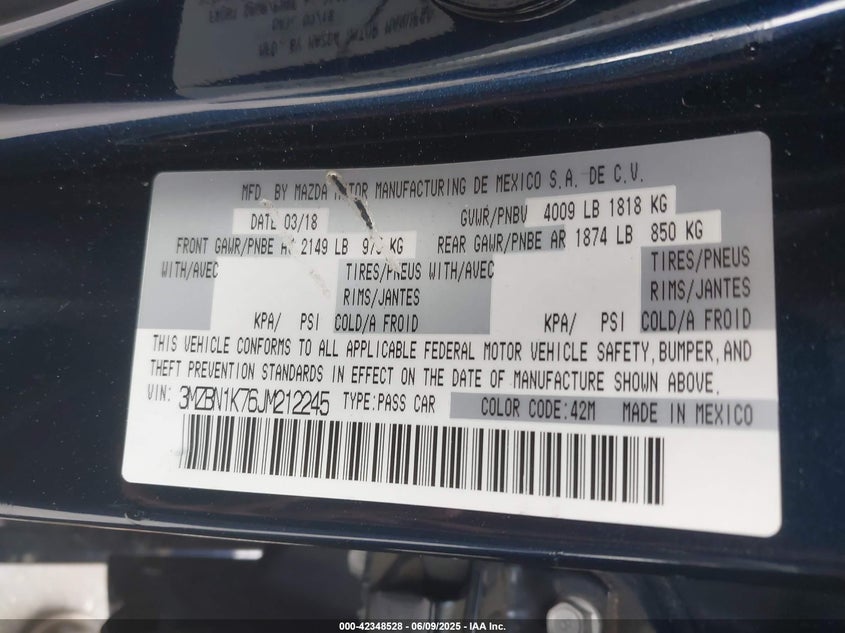 MFD. BY MAZDA MOTOR MANUFACTURING DE MEXICO S.A. DE C.V.
DATE 03/18 GVWR/PNBV 4009 LB 1818 KG
FRONT GAWR/PNBE AR 2149 LB KG REAR GAWR/PNBE AR 1874 LB 850 KG
WITH/AVEC TIRES/PNEUS WITH/AVEC TIRES/PNEUS
RIMS/JANTES RIMS/JANTES
KPA/ PSI COLD/A FROID KPA/ PSI COLD/A FROID
THIS VEHICLE CONFORMS TO ALL APPLICABLE FEDERAL MOTOR VEHICLE SAFETY, BUMPER, AND
THEFT PREVENTION STANDARDS IN EFFECT ON THE DATE OF MANUFACTURE SHOWN ABOVE.
VIN: 3MZBN1K76JM212245 TYPE:PASS CAR COLOR CODE:42M MADE IN MEXICO
000-42348528 - 06/09/2025 - IAA Inc.